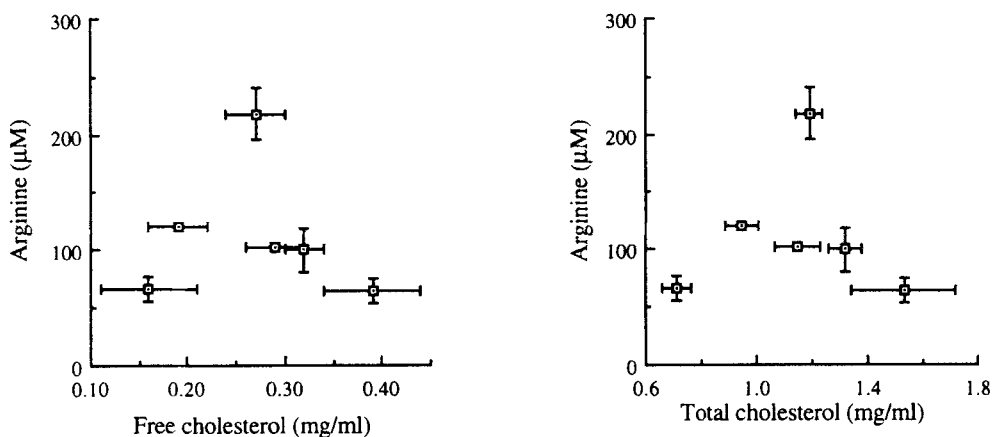 300
200
100
0
Arginine (µM)
0.10 0.20 0.30 0.40
Free cholesterol (mg/ml)
300
200
100
0
Arginine (µM)
0.6 1.0 1.4 1.8
Total cholesterol (mg/ml)